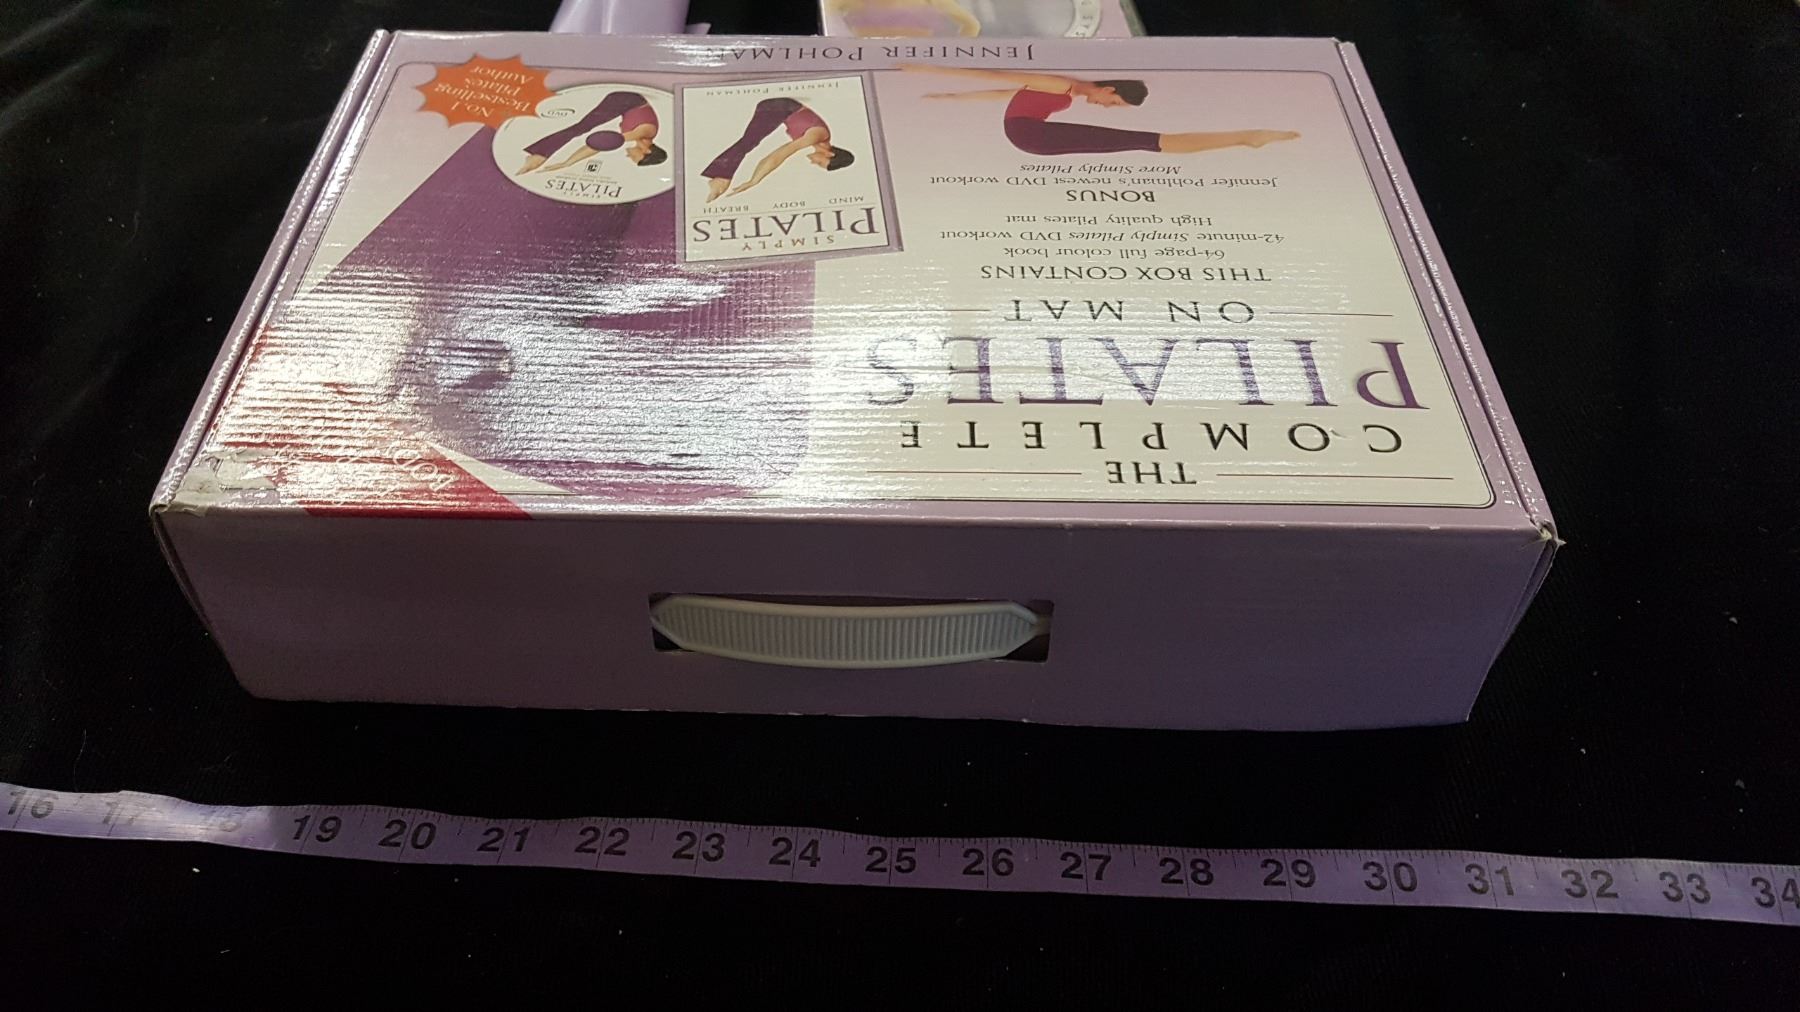 THE
COMPLETE
PILATES
ON MAT
THIS BOX CONTAINS
64-page full colour book
42-minute Simply Pilates DVD workout
High quality Pilates mat
BONUS
Jennifer Pohlman's newest DVD workout
More Simply Pilates
SIMPLY
PILATES
MIND BODY BREATH
JENNIFER POHLMAN
SIMPLY
PILATES
DVD
No.1
Bestselling
Pilates
Author
JENNIFER POHLMAN
16 17 18 19 20 21 22 23 24 25 26 27 28 29 30 31 32 33 34